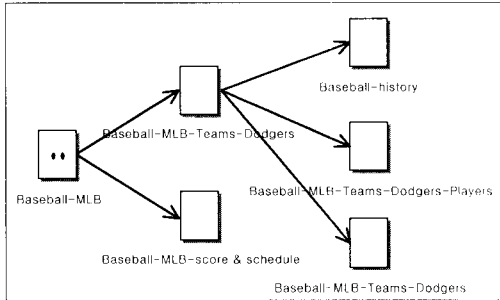 Baseball-history
Baseball-MLB-Teams-Dodgers
Baseball-MLB-Teams-Dodgers-Players
Baseball-MLB
Baseball-MLB-score & schedule
Baseball-MLB-Teams-Dodgers